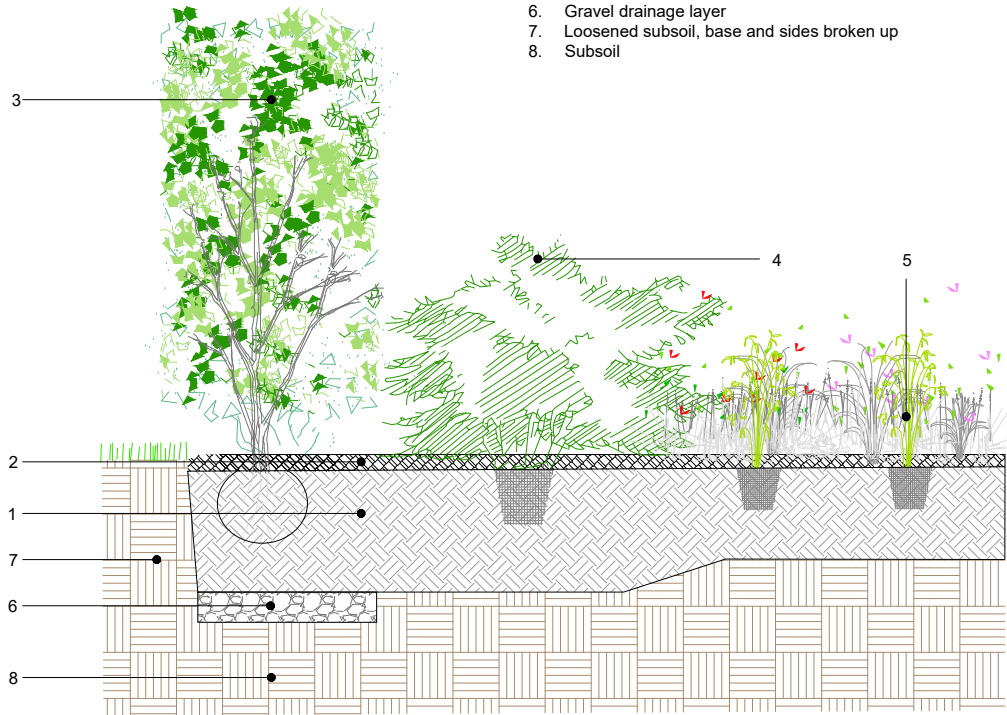 6. Gravel drainage layer
7. Loosened subsoil, base and sides broken up
8. Subsoil
3
4
5
2
1
7
6
8